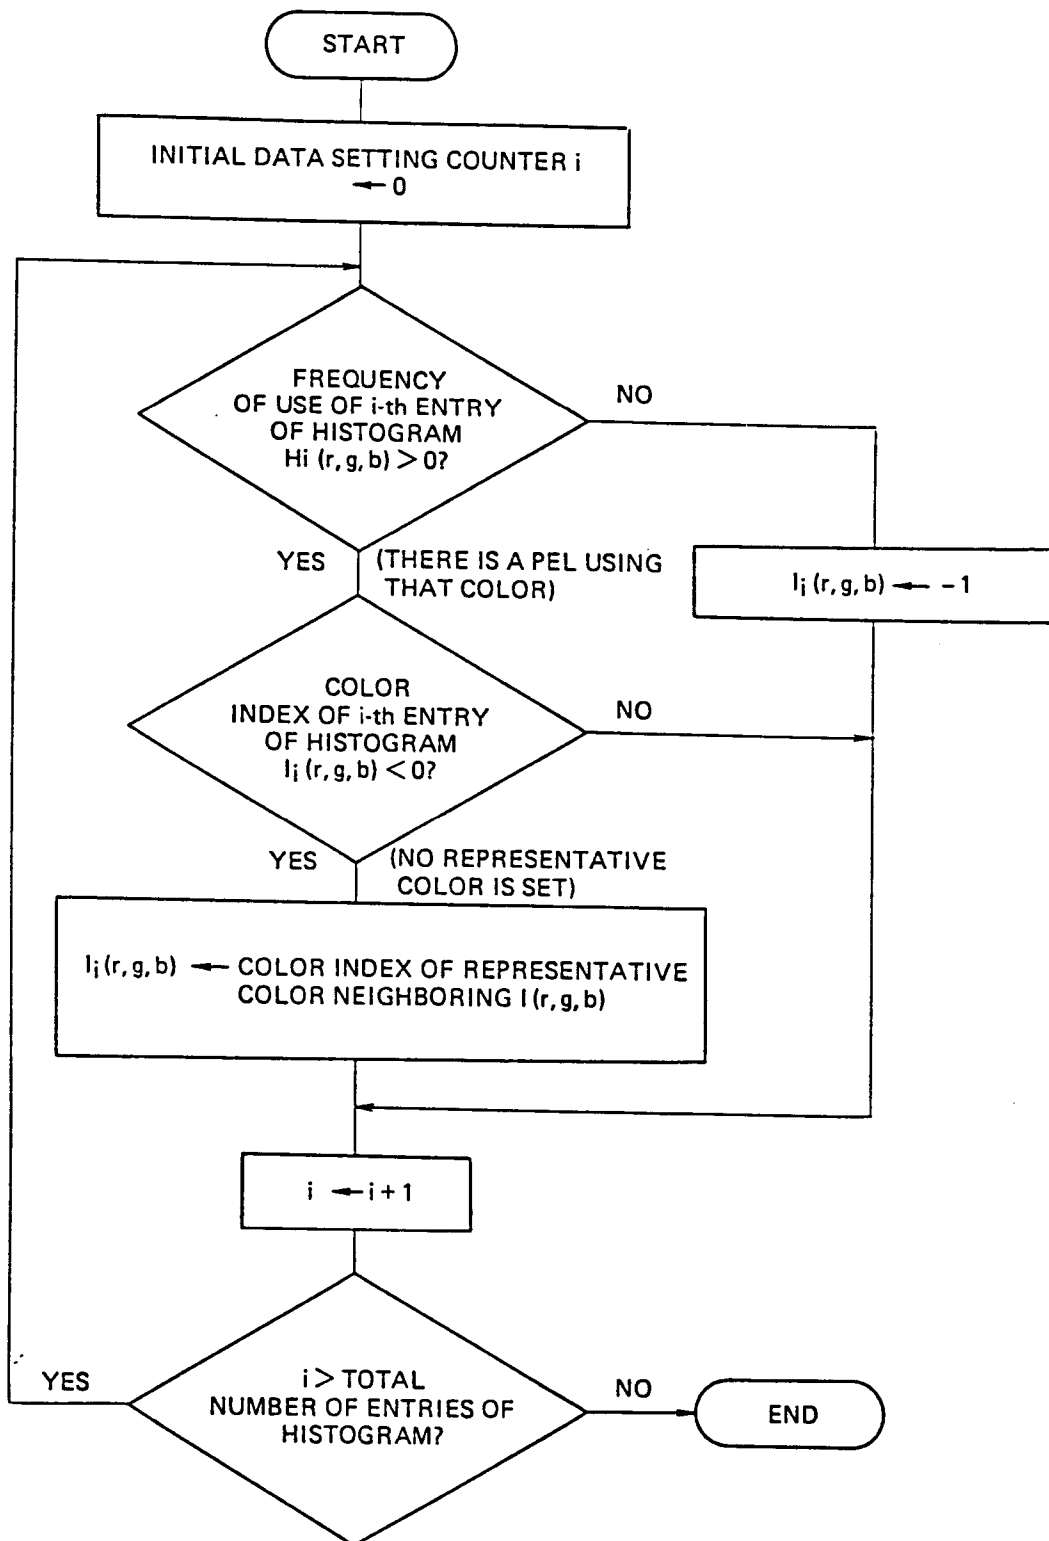 START
INITIAL DATA SETTING COUNTER i
← 0
FREQUENCY
OF USE OF i-th ENTRY
OF HISTOGRAM
Hi (r, g, b) > 0?
NO
YES
(THERE IS A PEL USING
THAT COLOR)
Ii (r, g, b) ← -1
COLOR
INDEX OF i-th ENTRY
OF HISTOGRAM
Ii (r, g, b) < 0?
NO
YES
(NO REPRESENTATIVE
COLOR IS SET)
Ii (r, g, b) ← COLOR INDEX OF REPRESENTATIVE
COLOR NEIGHBORING I (r, g, b)
i ← i + 1
YES
i > TOTAL
NUMBER OF ENTRIES OF
HISTOGRAM?
NO
END